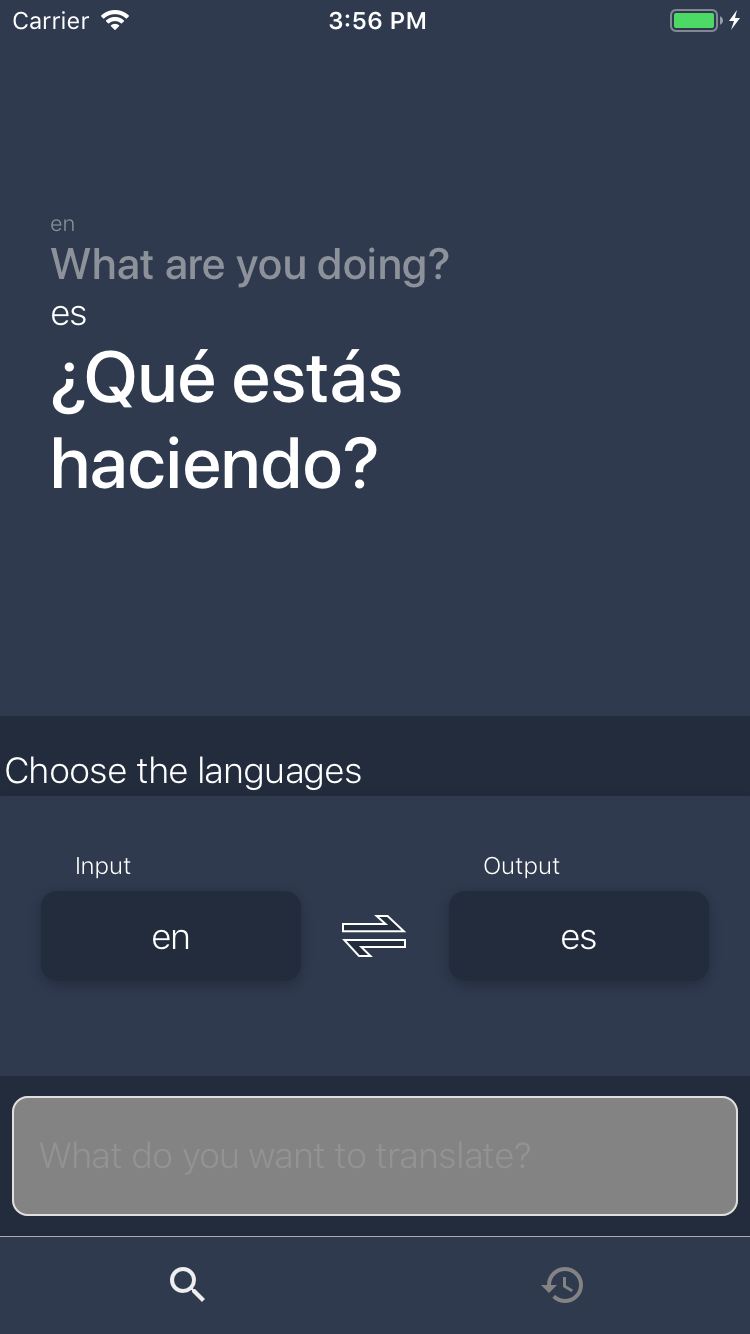 Carrier 3:56 PM
en
What are you doing?
es
¿Qué estás
haciendo?
Choose the languages
Input Output
en es
What do you want to translate?